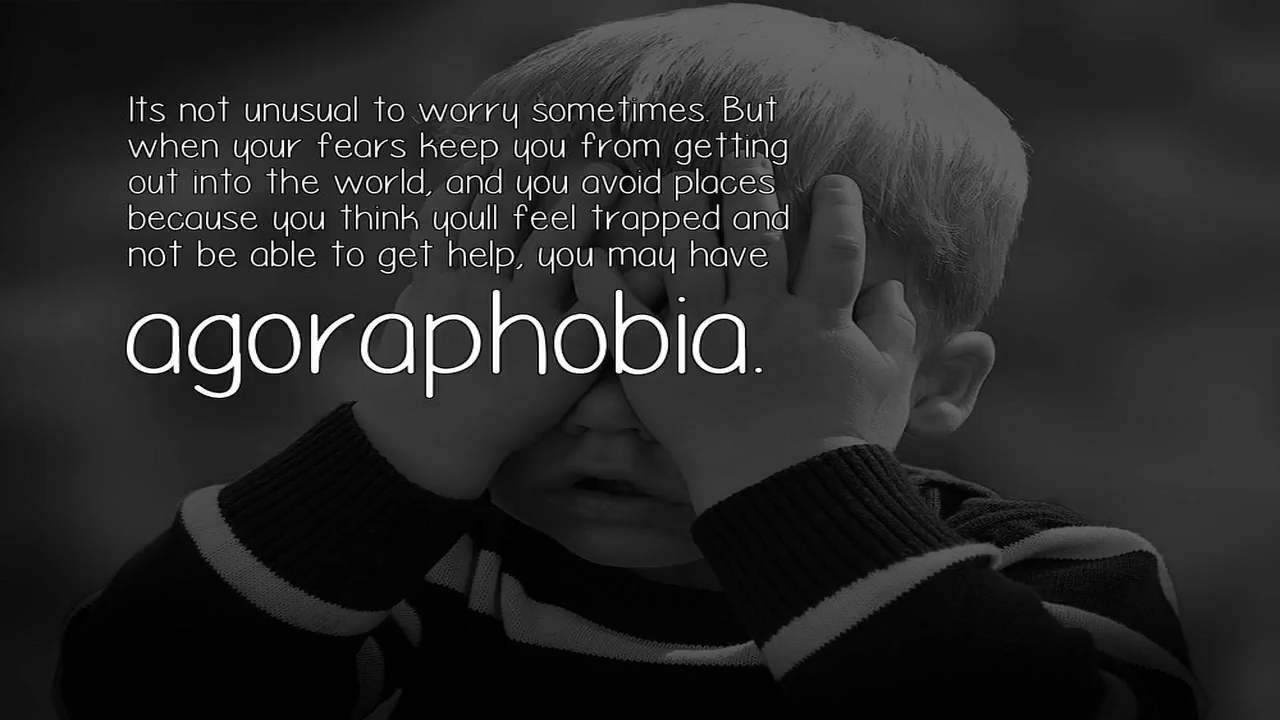 Its not unusual to worry sometimes. But
when your fears keep you from getting
out into the world, and you avoid places
because you think youll feel trapped and
not be able to get help, you may have
agoraphobia.